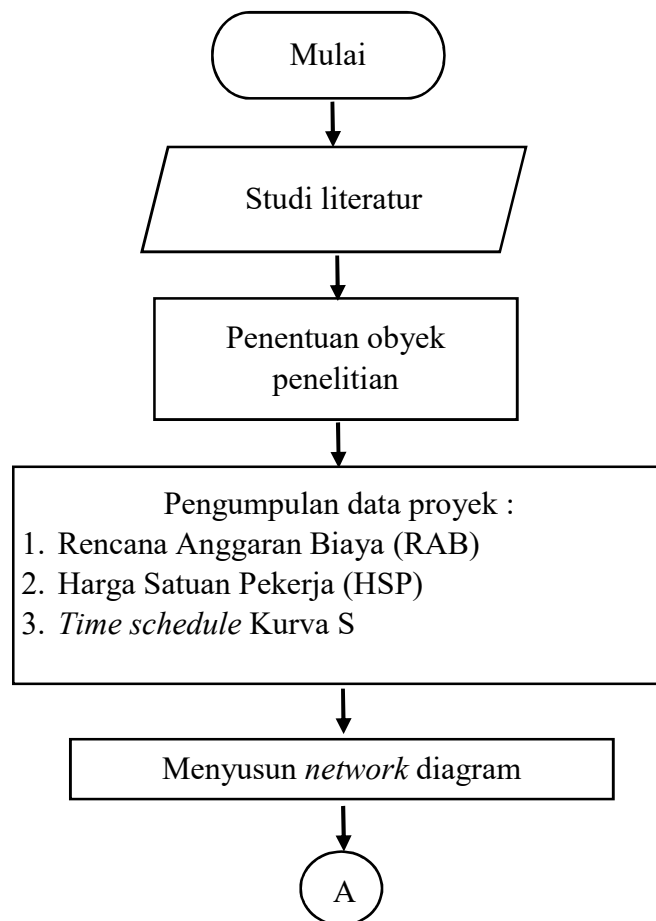 Mulai
Studi literatur
Penentuan obyek
penelitian
Pengumpulan data proyek :
1. Rencana Anggaran Biaya (RAB)
2. Harga Satuan Pekerja (HSP)
3. Time schedule Kurva S
Menyusun network diagram
A